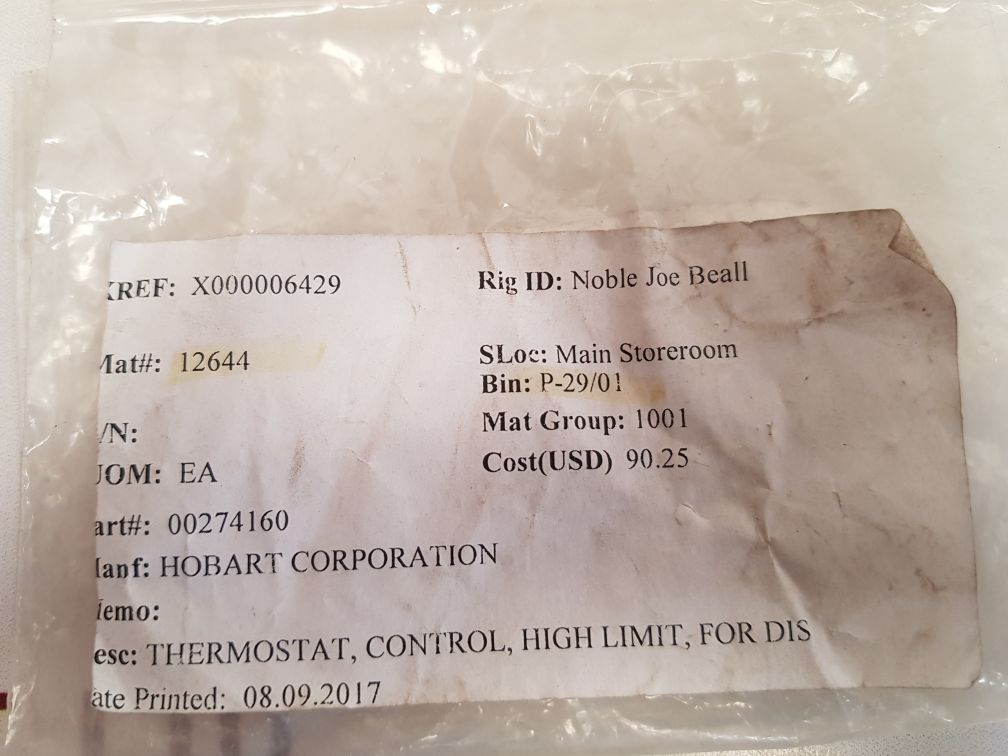 XREF: X000006429
Rig ID: Noble Joe Beall
Mat#: 12644
SLoc: Main Storeroom
Bin: P-29/01
/N:
Mat Group: 1001
UOM: EA
Cost(USD) 90.25
art#: 00274160
anf: HOBART CORPORATION
emo:
esc: THERMOSTAT, CONTROL, HIGH LIMIT, FOR DIS
ate Printed: 08.09.2017